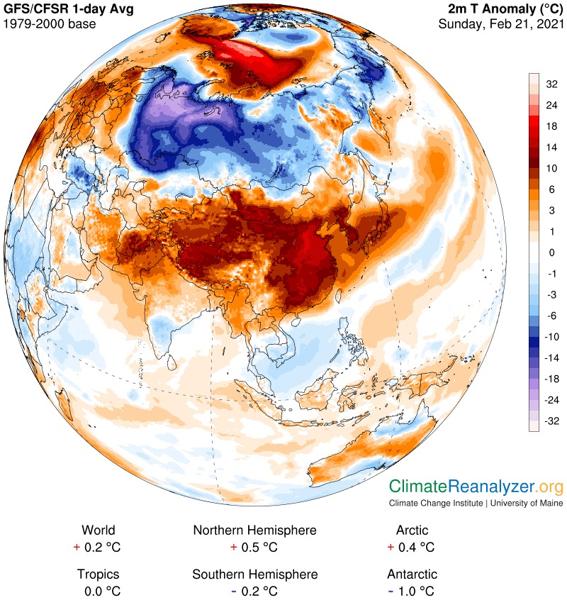 GFS/CFSR 1-day Avg
1979-2000 base
2m T Anomaly (°C)
Sunday, Feb 21, 2021
32
24
18
14
10
6
3
1
0
-1
-3
-6
-10
-14
-18
-24
-32
ClimateReanalyzer.org
Climate Change Institute | University of Maine
World
+ 0.2 °C
Northern Hemisphere
+ 0.5 °C
Arctic
+ 0.4 °C
Tropics
0.0 °C
Southern Hemisphere
- 0.2 °C
Antarctic
- 1.0 °C